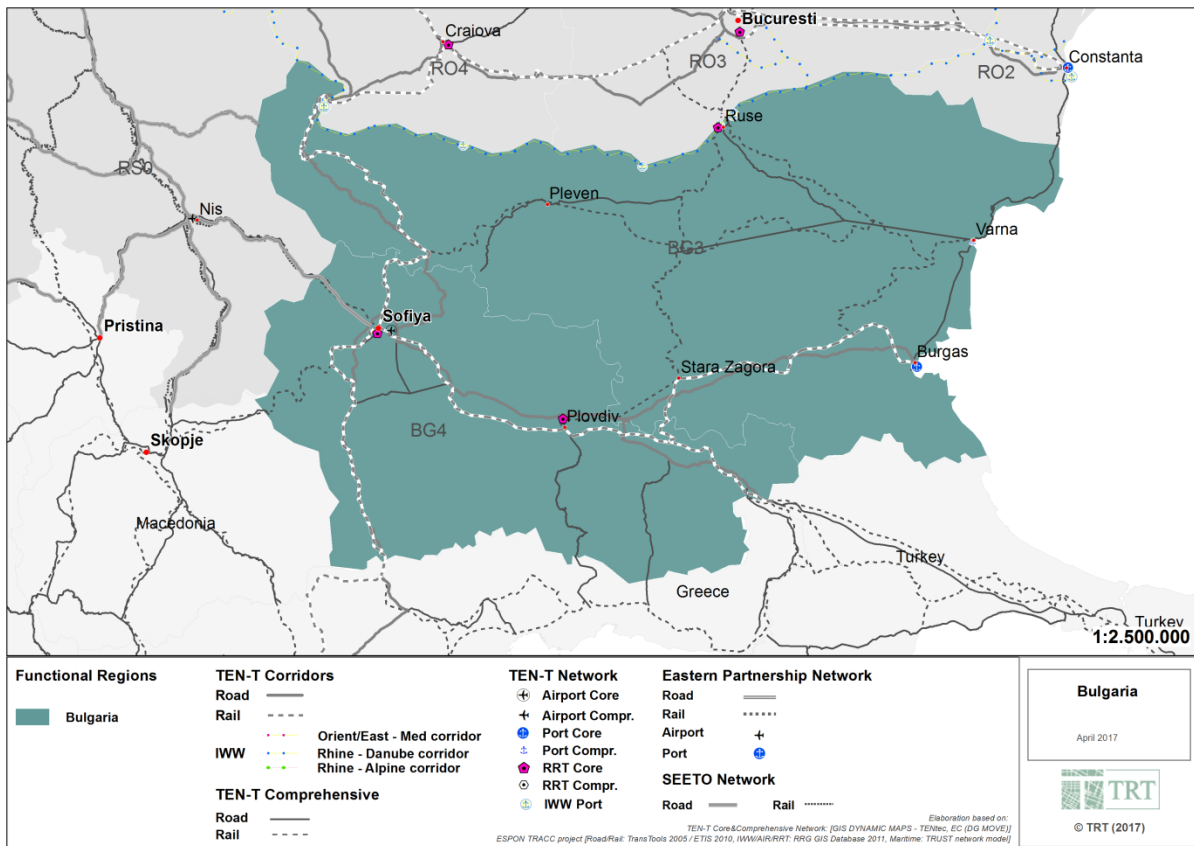 Craiova
Bucuresti
RO4
RO3
RO2
Constanta
Ruse
RS0
Nis
Pleven
Varna
BG3
Pristina
Sofiya
Burgas
Stara Zagora
Plovdiv
BG4
Skopje
Macedonia
Turkey
Greece
Turkey
1:2.500.000
Functional Regions
Bulgaria
TEN-T Corridors
Road
Rail
Orient/East - Med corridor
IWW
Rhine - Danube corridor
Rhine - Alpine corridor
TEN-T Comprehensive
Road
Rail
TEN-T Network
Airport Core
Airport Compr.
Port Core
Port Compr.
RRT Core
RRT Compr.
IWW Port
Eastern Partnership Network
Road
Rail
Airport
Port
SEETO Network
Road
Rail
Elaboration based on:
TEN-T Core&Comprehensive Network: [GIS DYNAMIC MAPS - TENtec, EC (DG MOVE)]
ESPON TRACC project [Road/Rail: TransTools 2005 / ETIS 2010, IWW/AIR/RRT: RRG GIS Database 2011, Maritime: TRUST network model]
Bulgaria
April 2017
TRT
© TRT (2017)